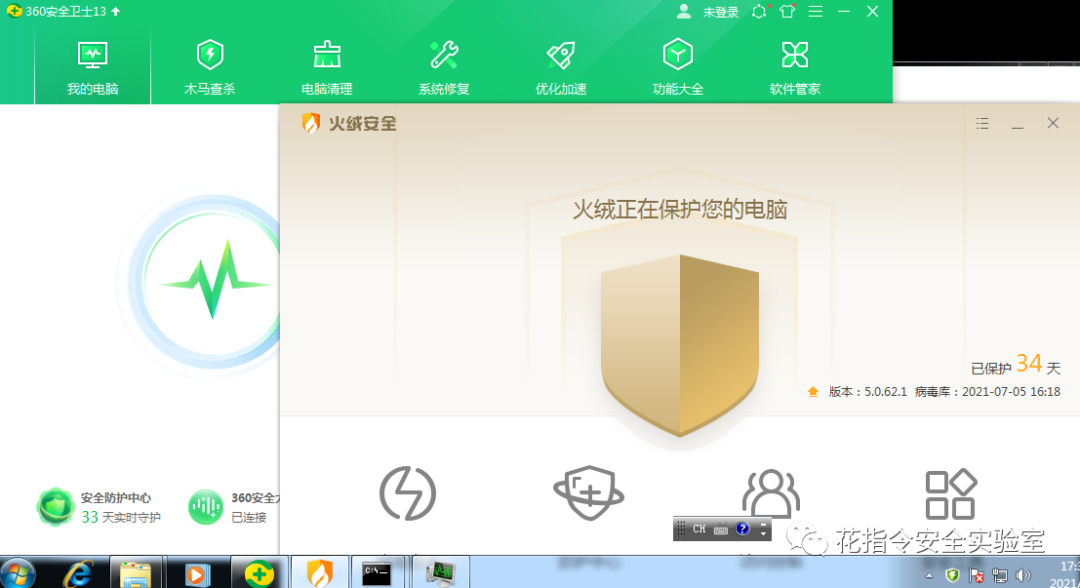 360安全卫士13
未登录
我的电脑
木马查杀
电脑清理
系统修复
优化加速
功能大全
软件管家
火绒安全
火绒正在保护您的电脑
已保护 34 天
版本：5.0.62.1 病毒库：2021-07-05 16:18
安全防护中心
33 天实时守护
360安全
已连接
CH
花指令安全实验室
C:\
17:
2021